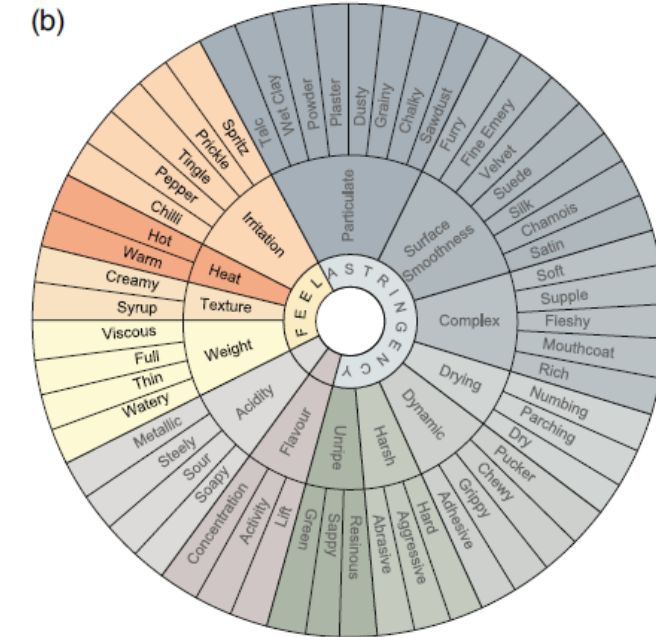 (b)
FEEL
ASTRINGENCY
Particulate
Surface
Smoothness
Complex
Drying
Dynamic
Harsh
Unripe
Flavour
Acidity
Weight
Texture
Heat
Irritation
Talc
Wet Clay
Powder
Plaster
Dusty
Grainy
Chalky
Sawdust
Furry
Fine Emery
Velvet
Suede
Silk
Chamois
Satin
Soft
Supple
Fleshy
Mouthcoat
Rich
Numbing
Parching
Dry
Pucker
Chewy
Grippy
Adhesive
Hard
Aggressive
Abrasive
Resinous
Sappy
Green
Lift
Activity
Concentration
Soapy
Sour
Steely
Metallic
Watery
Thin
Full
Viscous
Syrup
Creamy
Warm
Hot
Chilli
Pepper
Tingle
Prickle
Spritz